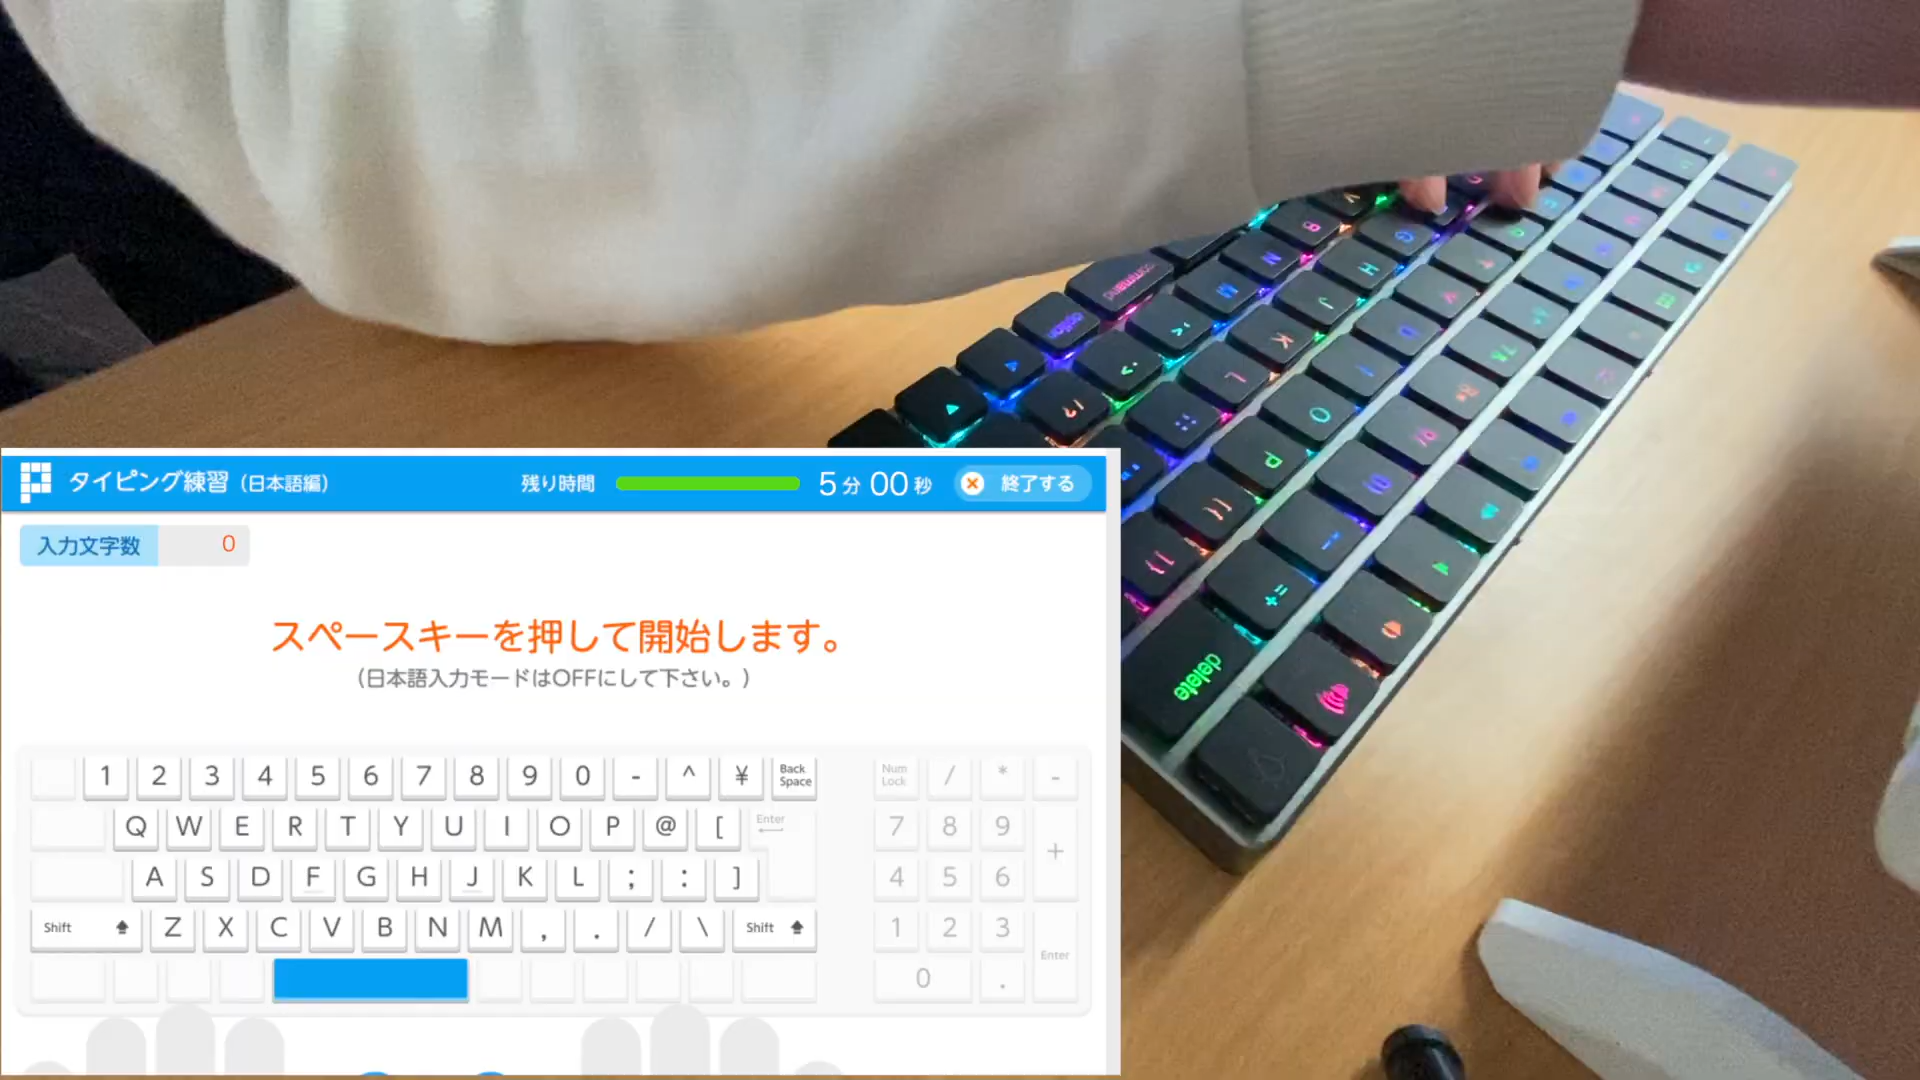 タイピング練習（日本語編）
残り時間
5分00秒
終了する
入力文字数
0
スペースキーを押して開始します。
（日本語入力モードはOFFにして下さい。）
1 2 3 4 5 6 7 8 9 0 - ^ ¥ Back Space
Num Lock / * -
Q W E R T Y U I O P @ [ Enter
7 8 9 +
A S D F G H J K L ; : ]
4 5 6
Shift Z X C V B N M , . / \ Shift
1 2 3 Enter
0 .
command
option
V
B
N
M
G
H
J
K
L
O
P
delete